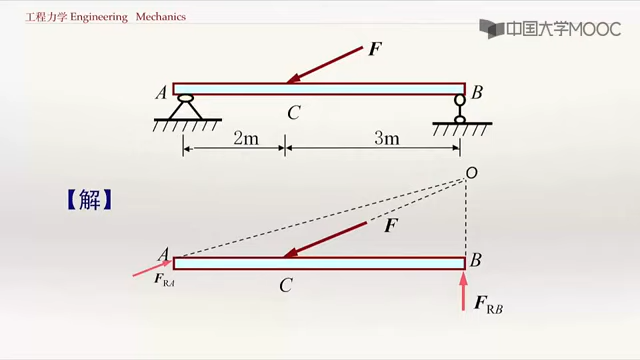 工程力学 Engineering Mechanics
中国大学MOOC
F
A
B
C
2m
3m
【解】
O
F
A
B
F_RA
C
F_RB